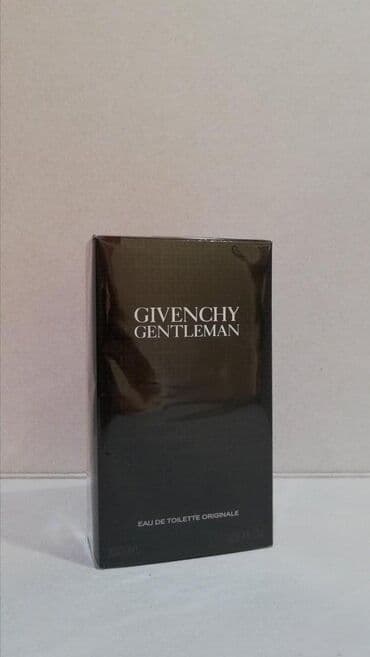 GIVENCHY
GENTLEMAN
EAU DE TOILETTE ORIGINALE